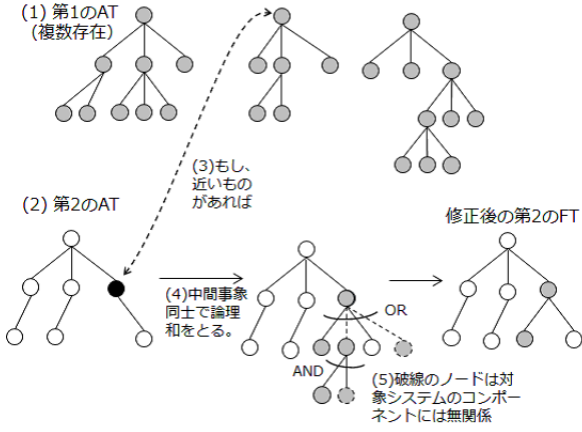 (1) 第1のAT
(複数存在)
(3)もし、
近いもの
があれば
(2) 第2のAT
修正後の第2のFT
(4)中間事象
同士で論理
和をとる。
OR
AND
(5)破線のノードは対
象システムのコンポー
ネントには無関係